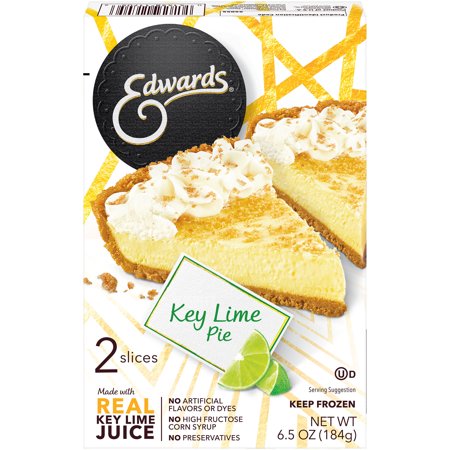 Edwards®
Key Lime
Pie
2 slices
Made with
REAL
KEY LIME
JUICE
NO ARTIFICIAL
FLAVORS OR DYES
NO HIGH FRUCTOSE
CORN SYRUP
NO PRESERVATIVES
U D
Serving Suggestion
KEEP FROZEN
NET WT
6.5 OZ (184g)